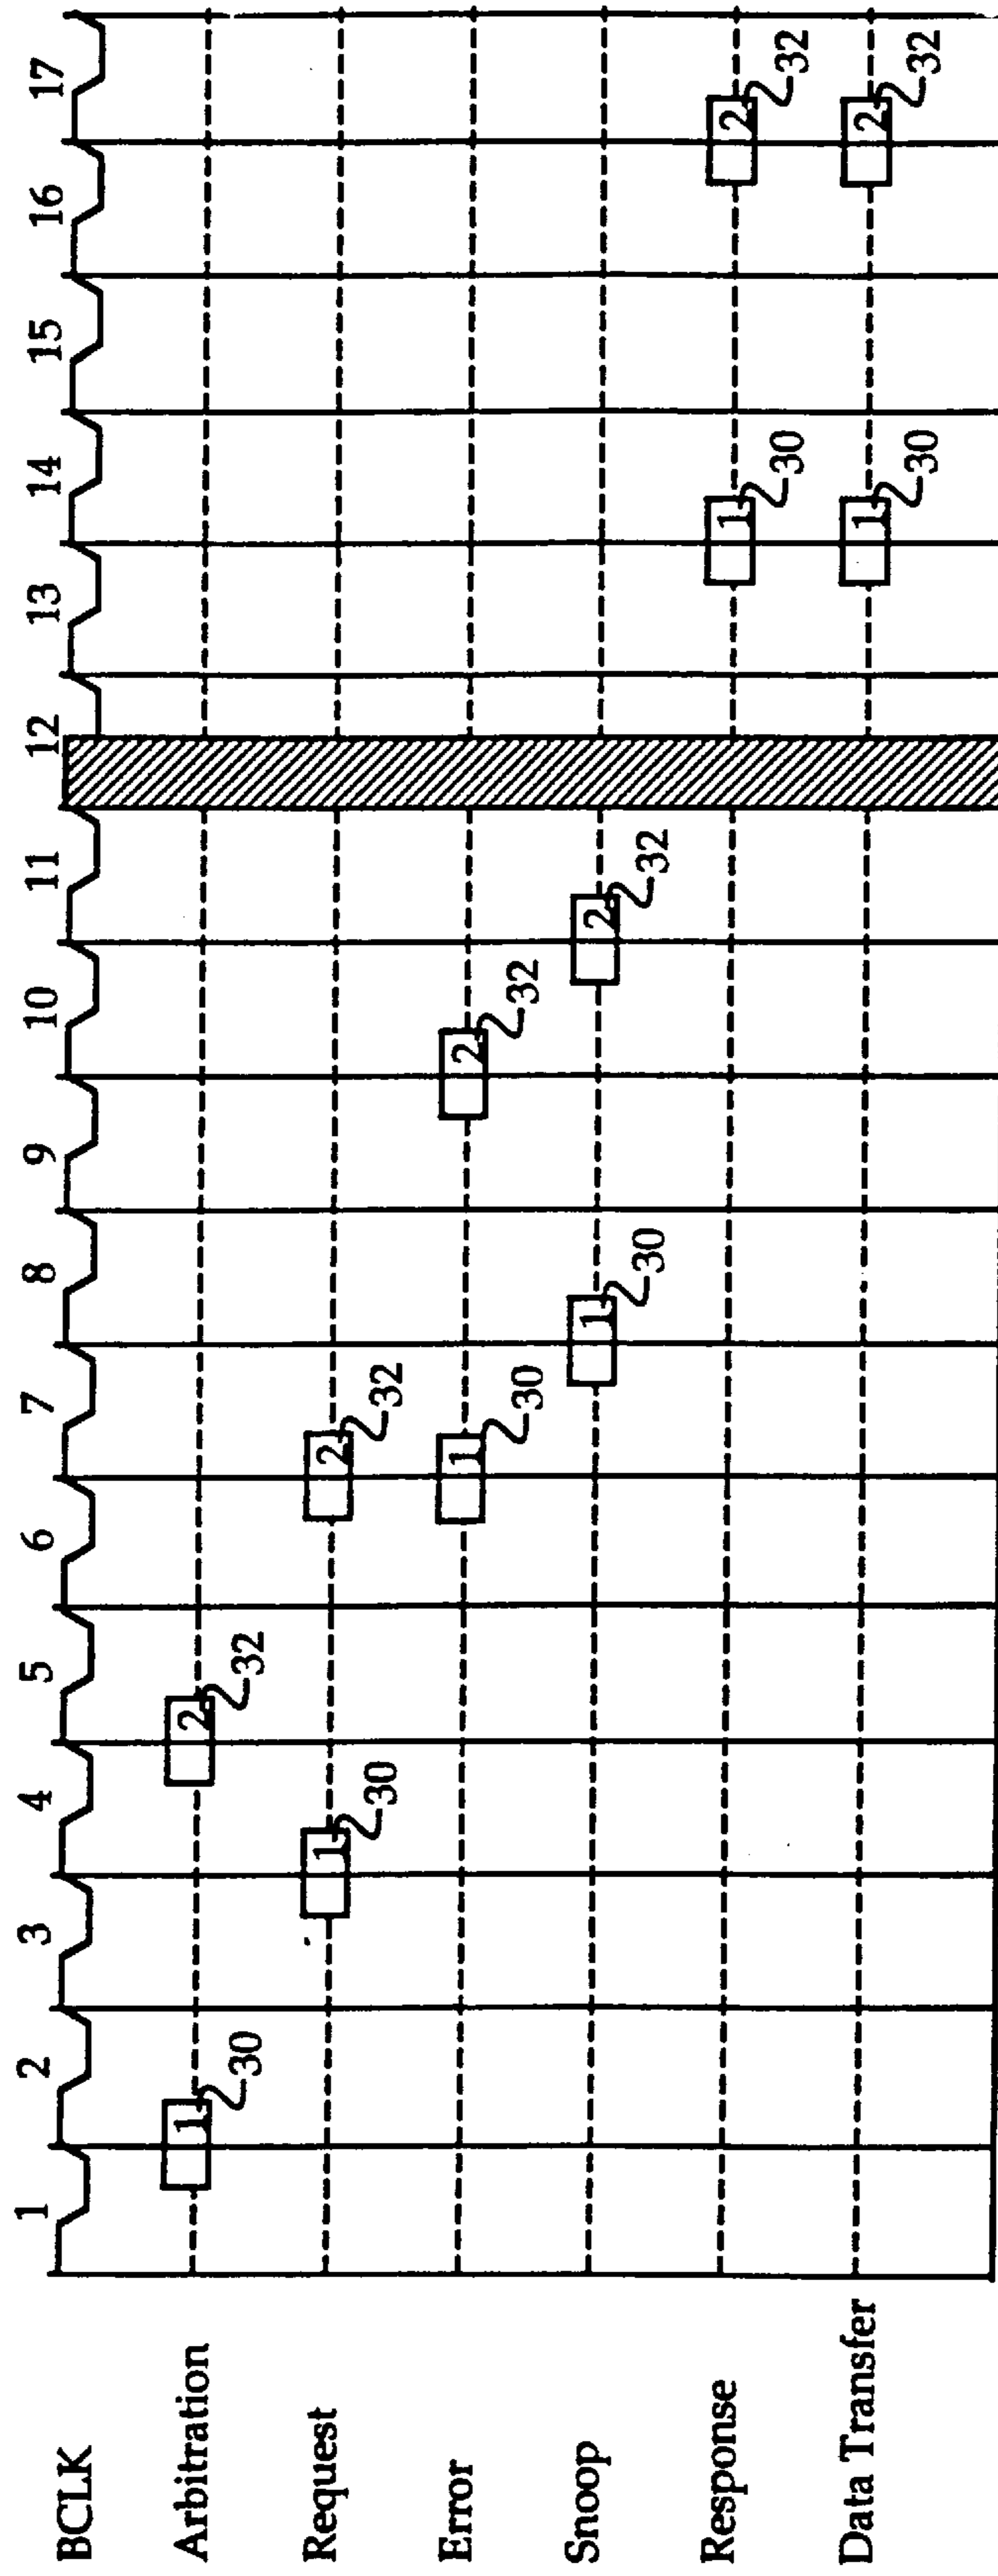 BCLK 1 2 3 4 5 6 7 8 9 10 11 12 13 14 15 16 17
Arbitration 1 30 2 32
Request 1 30 2 32
Error 1 30 2 32
Snoop 1 30 2 32
Response 1 30 2 32
Data Transfer 1 30 2 32